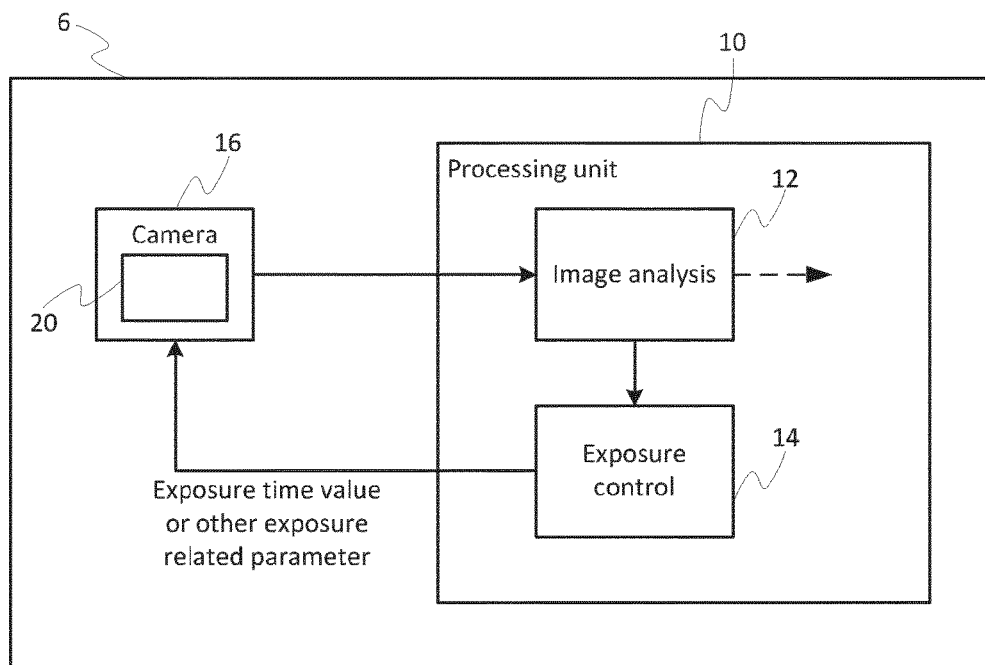 6
10
16
Processing unit
12
Camera
Image analysis
20
14
Exposure
control
Exposure time value
or other exposure
related parameter